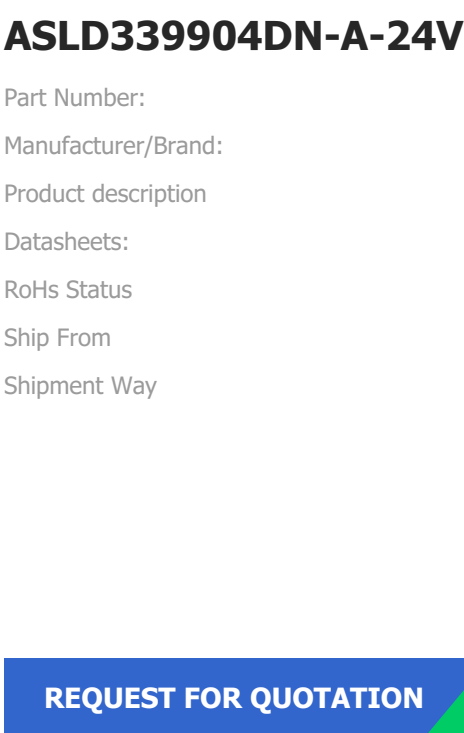 ASLD339904DN-A-24V
Part Number:
Manufacturer/Brand:
Product description
Datasheets:
RoHs Status
Ship From
Shipment Way
REQUEST FOR QUOTATION